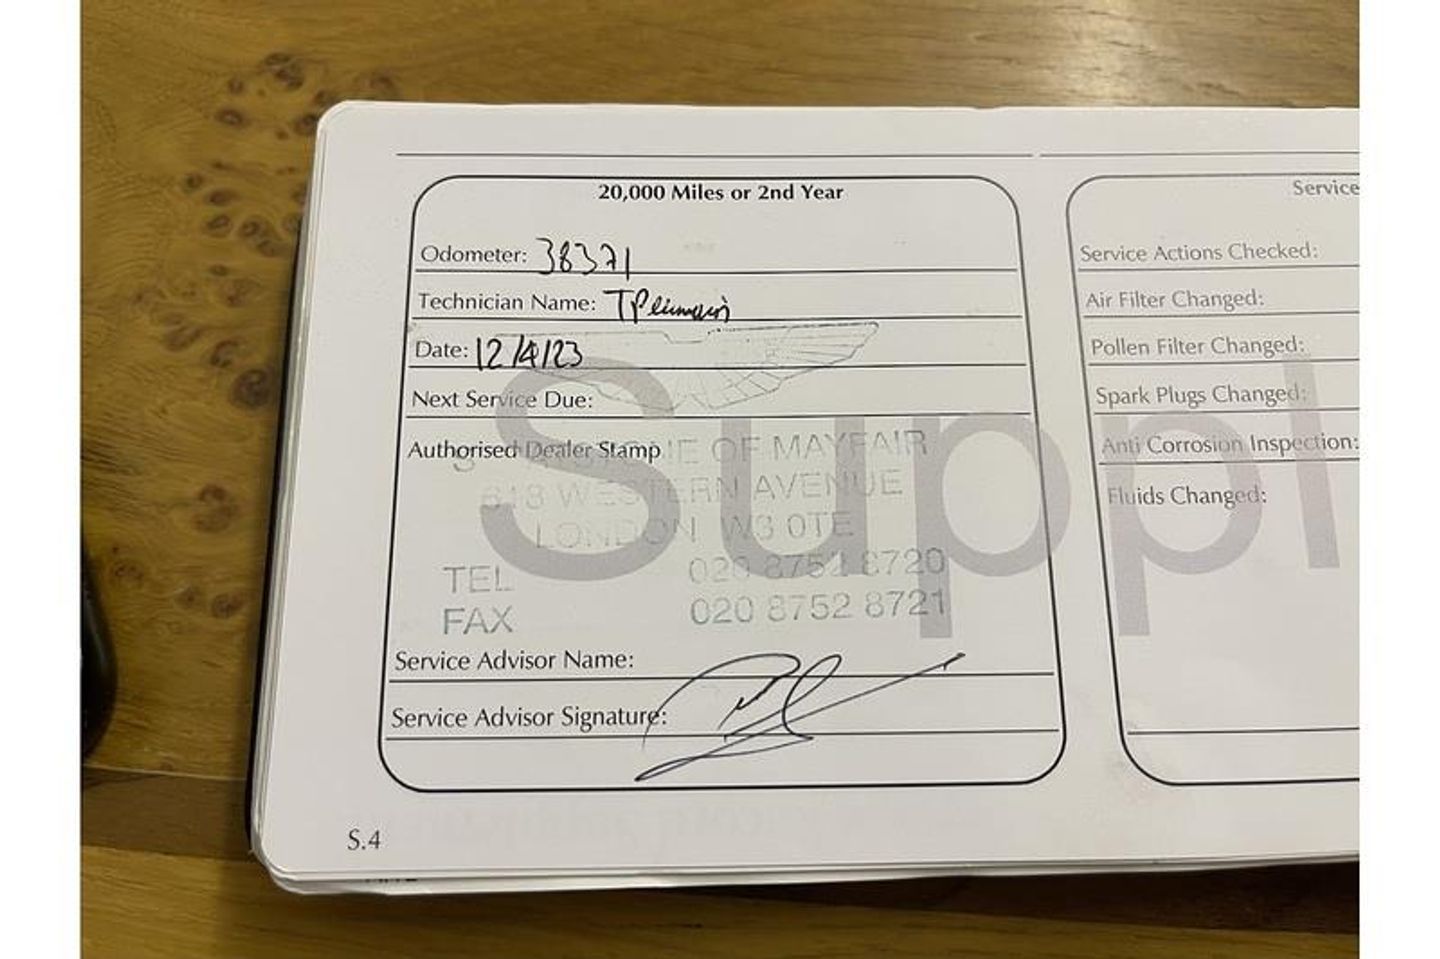 20,000 Miles or 2nd Year
Odometer: 38371
Technician Name: T
Date: 12/4/23
Next Service Due:
Authorised Dealer Stamp
OF MAYFAIR
WESTERN AVENUE
LONDON W3 0TE
TEL 020 8752 8720
FAX 020 8752 8721
Service Advisor Name:
Service Advisor Signature:
S.4
Service
Service Actions Checked:
Air Filter Changed:
Pollen Filter Changed:
Spark Plugs Changed:
Anti Corrosion Inspection:
Fluids Changed:
Suppl